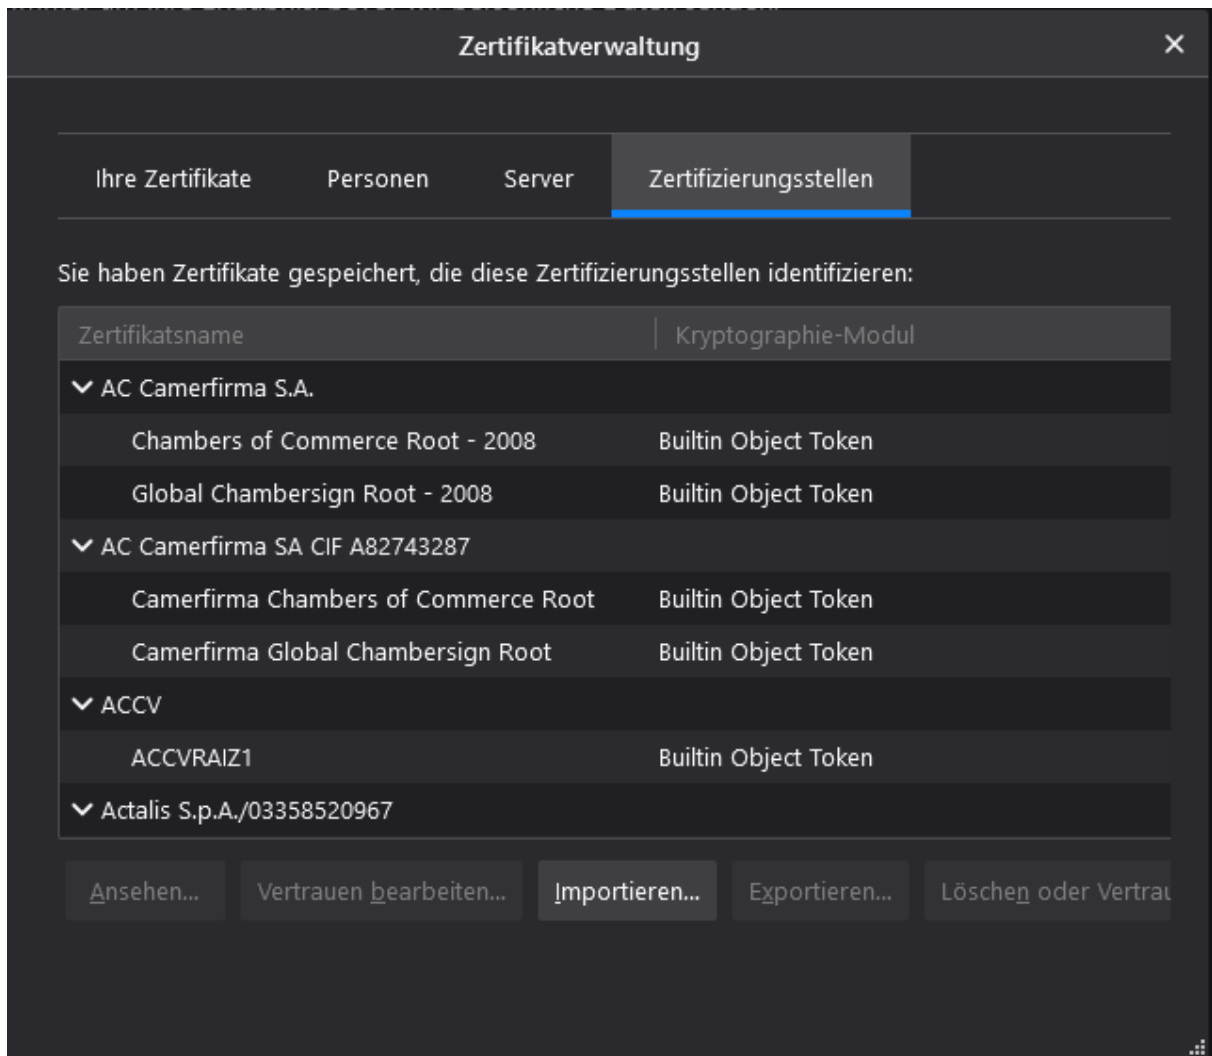 Zertifikatverwaltung
Ihre Zertifikate Personen Server Zertifizierungsstellen
Sie haben Zertifikate gespeichert, die diese Zertifizierungsstellen identifizieren:
Zertifikatsname Kryptographie-Modul
AC Camerfirma S.A.
Chambers of Commerce Root - 2008 Builtin Object Token
Global Chambersign Root - 2008 Builtin Object Token
AC Camerfirma SA CIF A82743287
Camerfirma Chambers of Commerce Root Builtin Object Token
Camerfirma Global Chambersign Root Builtin Object Token
ACCV
ACCVRAIZ1 Builtin Object Token
Actalis S.p.A./03358520967
Ansehen... Vertrauen bearbeiten... Importieren... Exportieren... Löschen oder Vertrau